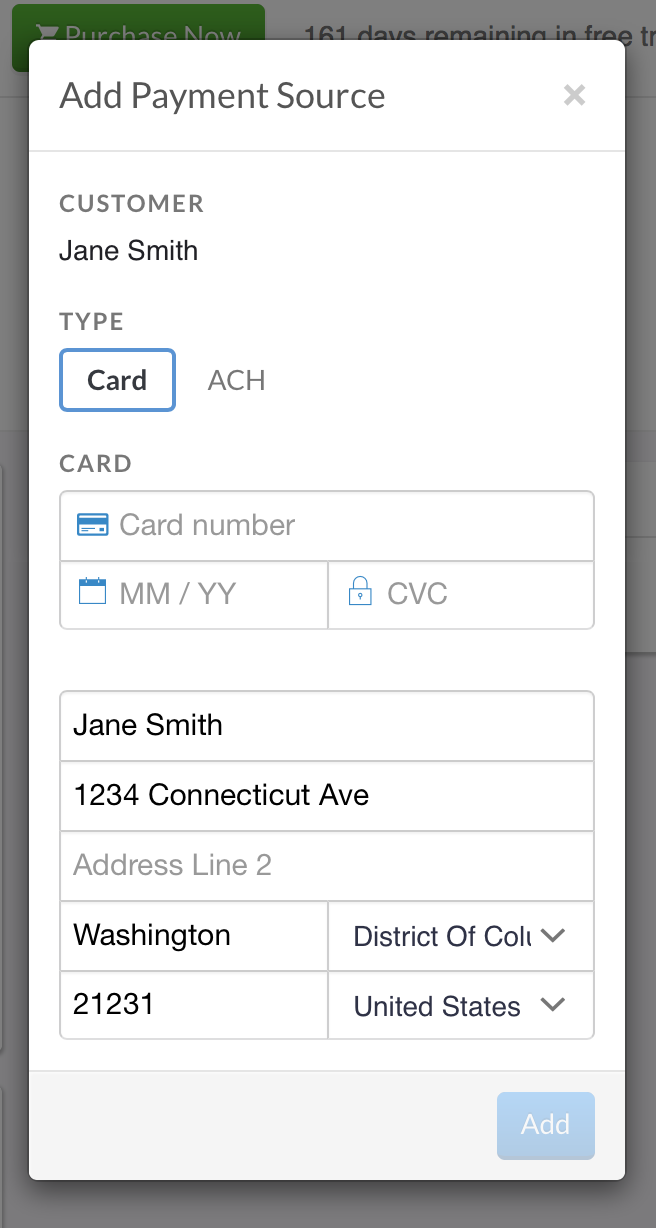 Purchase Now 161 days remaining in free tr
Add Payment Source ×
CUSTOMER
Jane Smith
TYPE
Card ACH
CARD
Card number
MM / YY CVC
Jane Smith
1234 Connecticut Ave
Address Line 2
Washington District Of Colu
21231 United States
Add